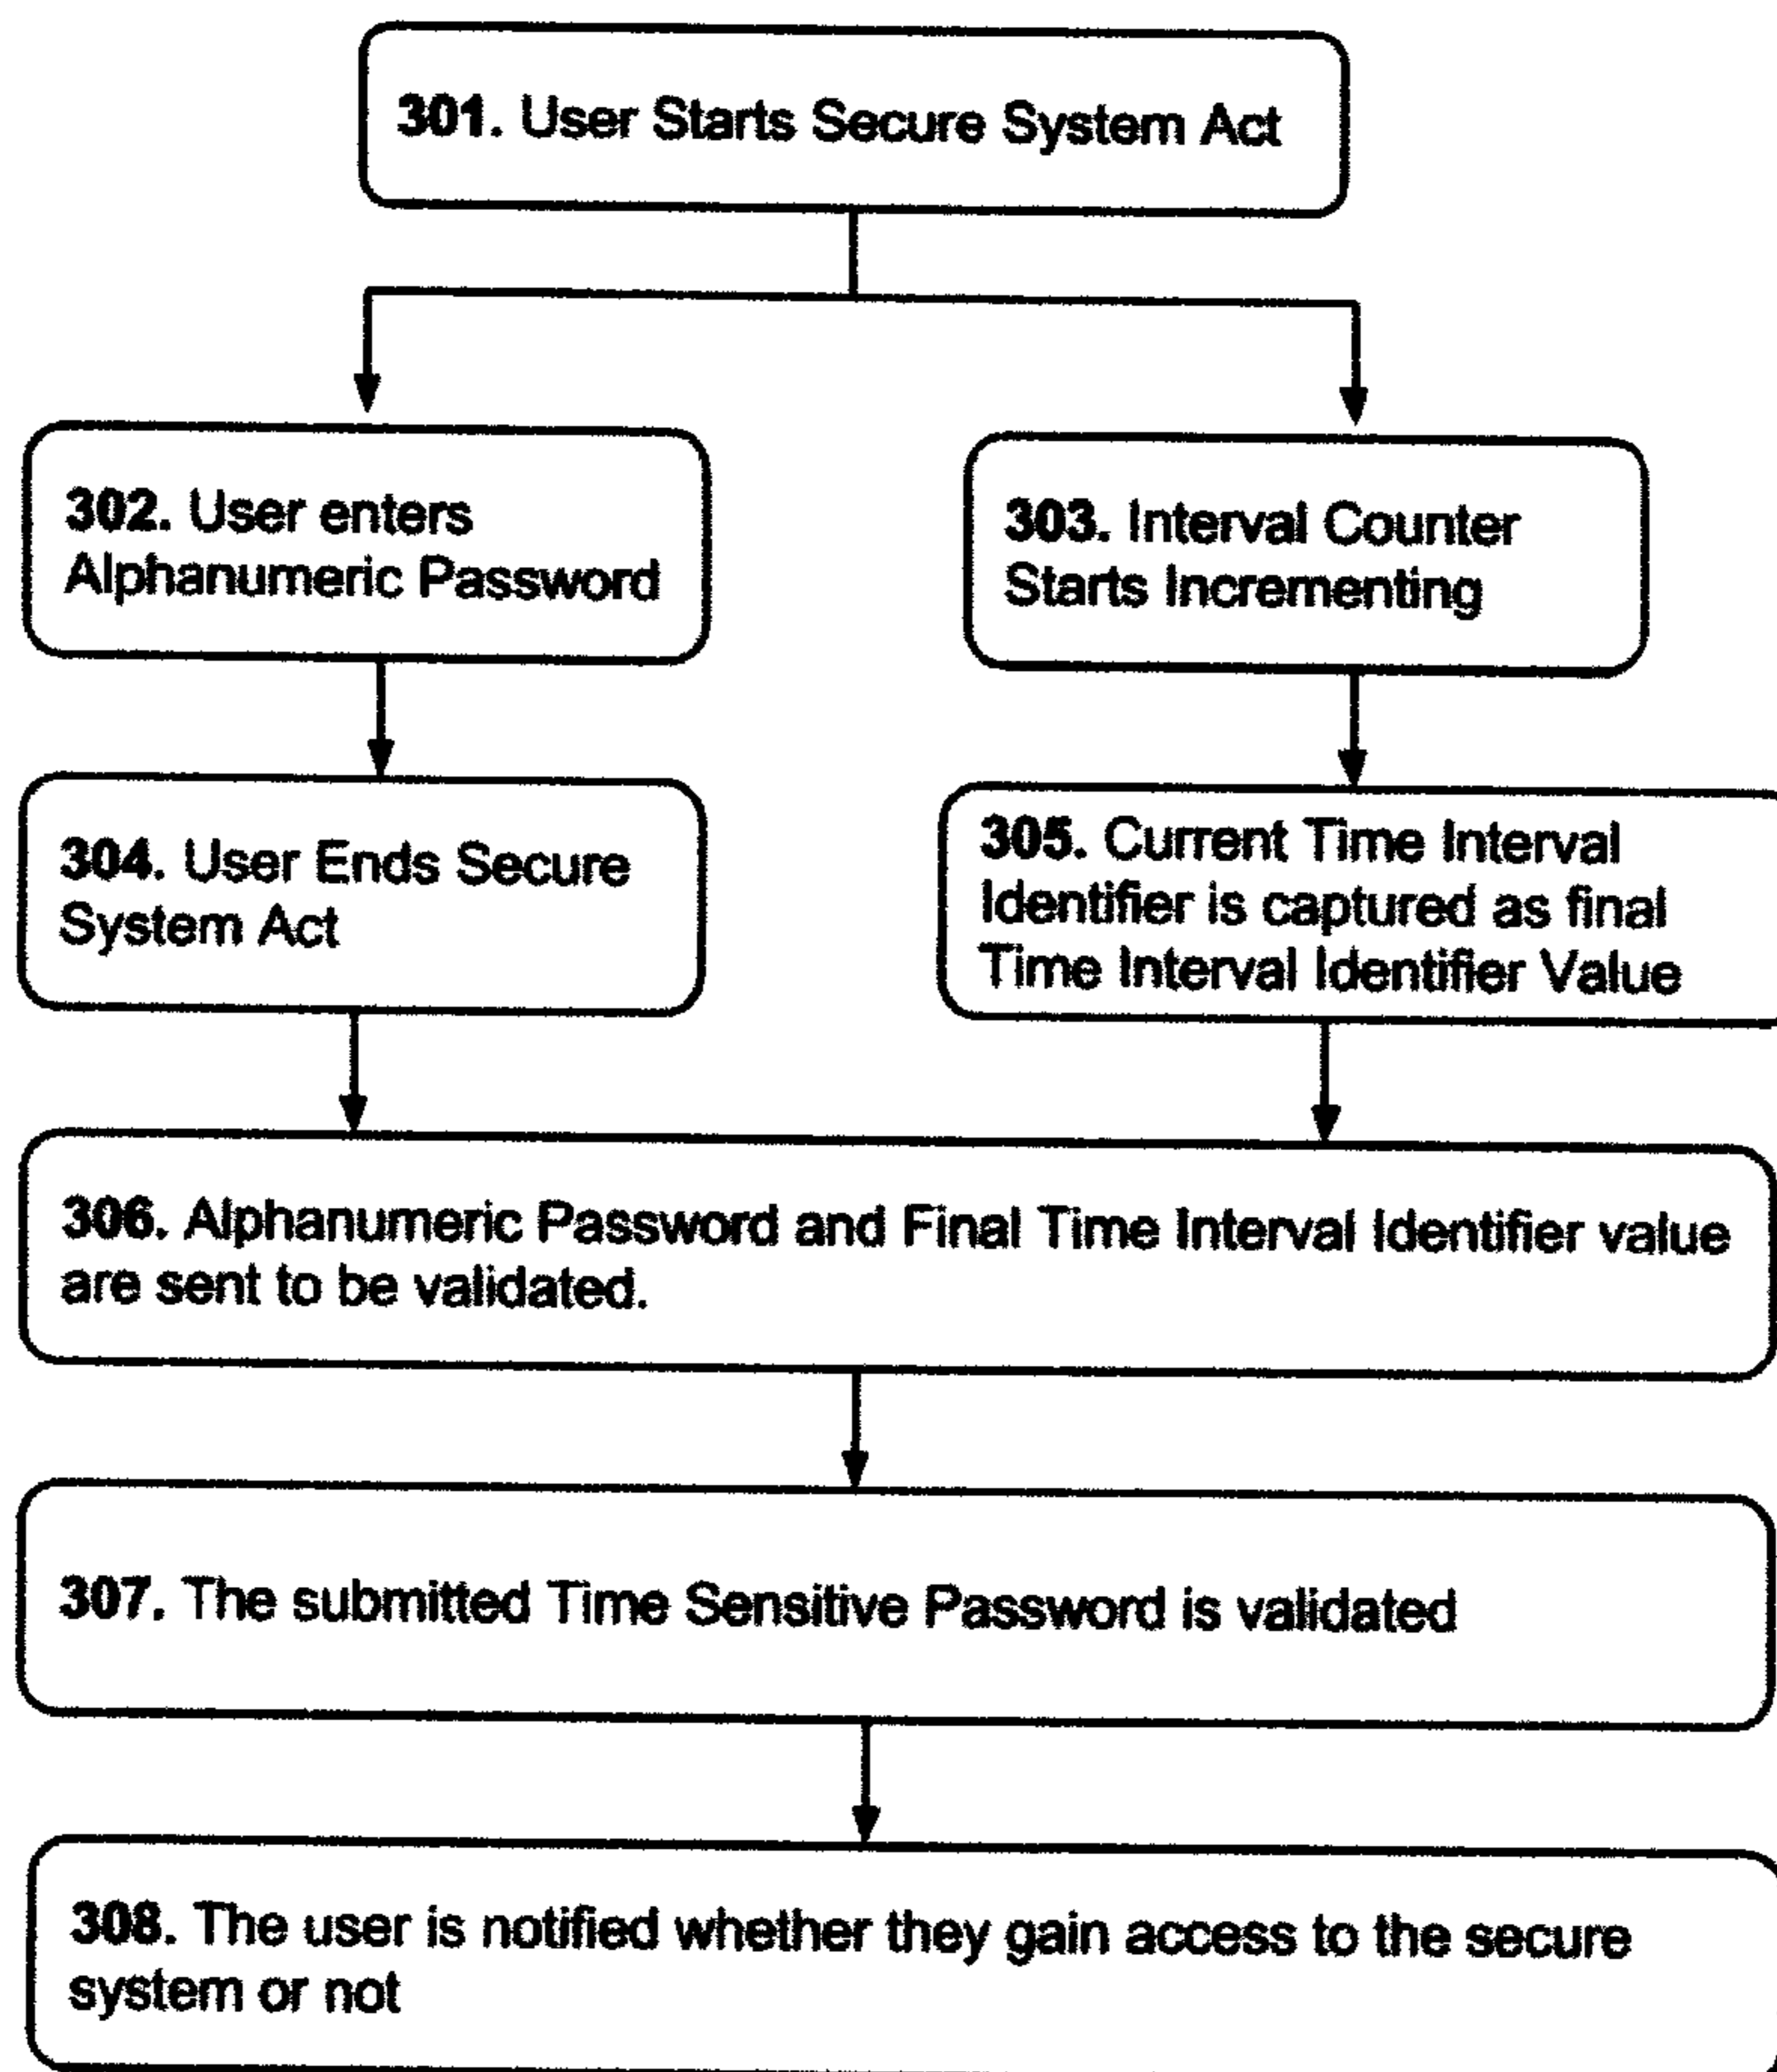 301. User Starts Secure System Act
302. User enters
Alphanumeric Password
303. Interval Counter
Starts Incrementing
304. User Ends Secure
System Act
305. Current Time Interval
Identifier is captured as final
Time Interval Identifier Value
306. Alphanumeric Password and Final Time Interval Identifier value
are sent to be validated.
307. The submitted Time Sensitive Password is validated
308. The user is notified whether they gain access to the secure
system or not